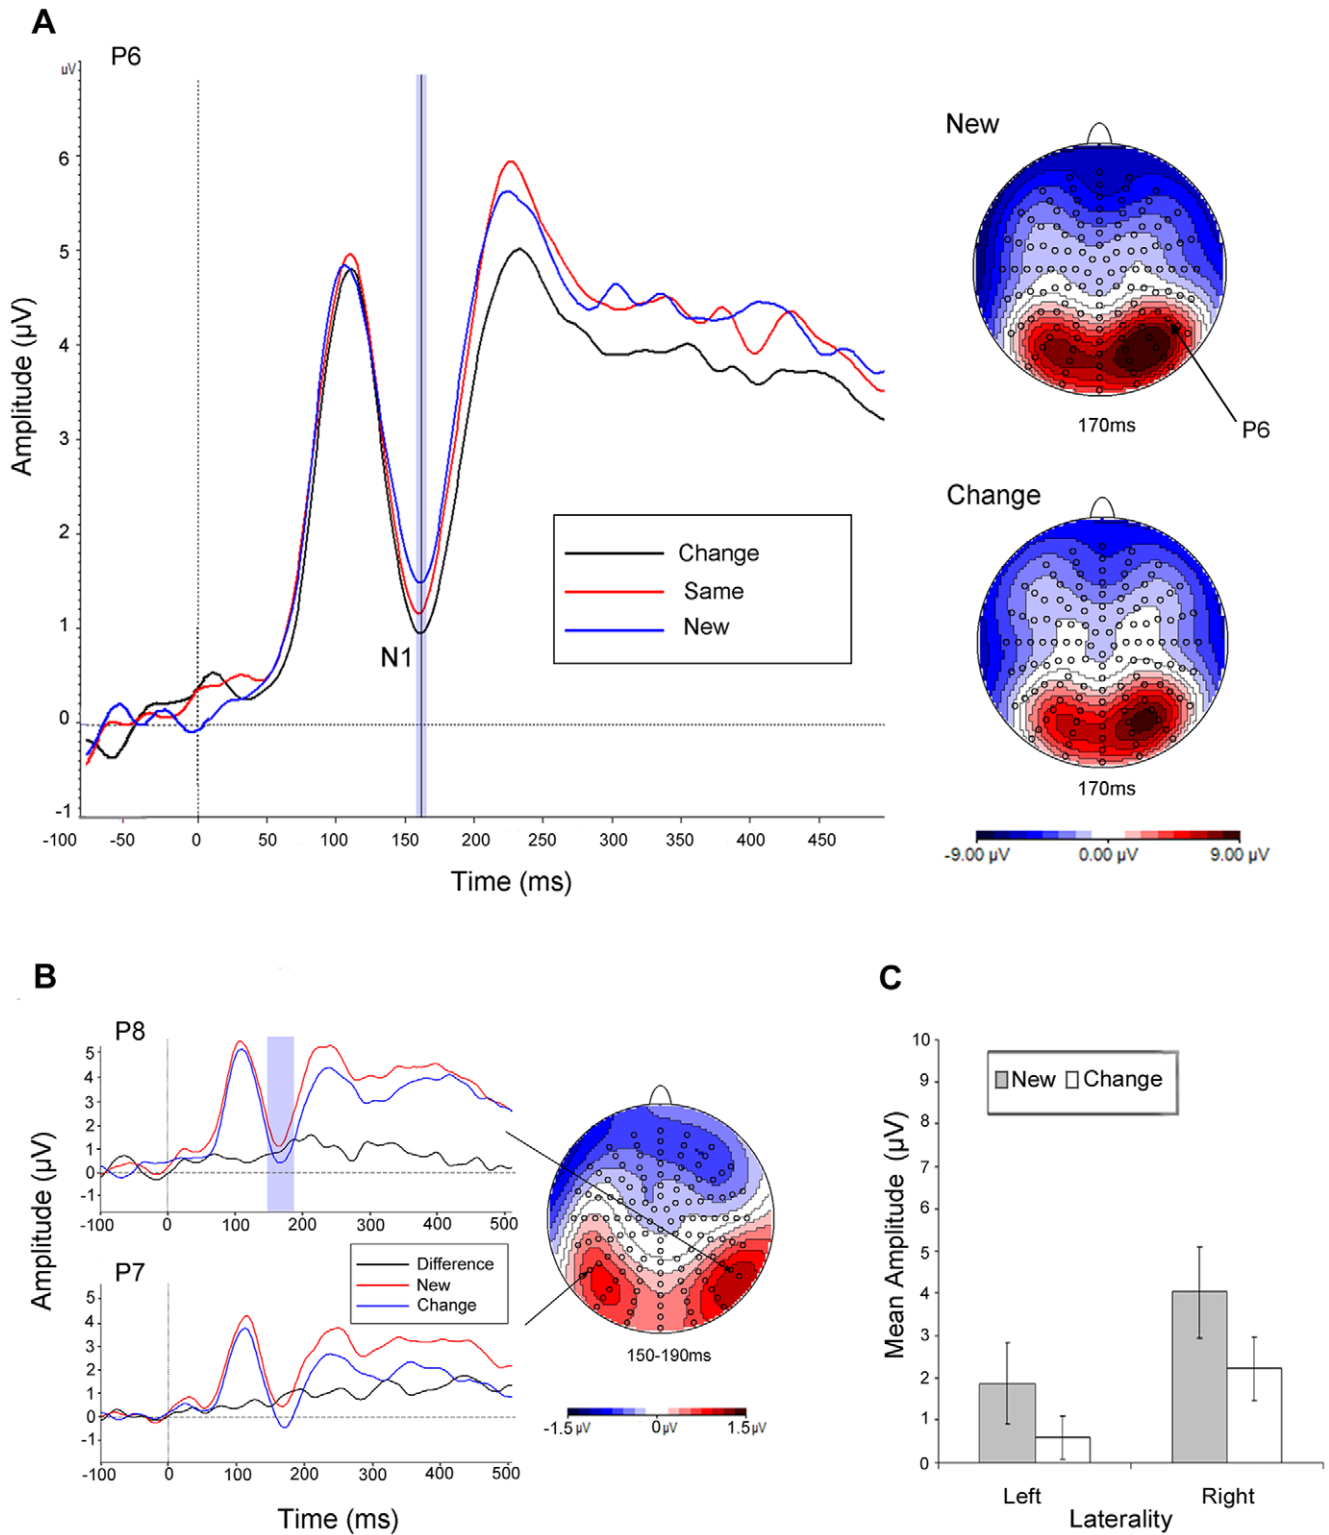 A
P6
µV
6
5
4
3
2
1
0
-1
Amplitude (µV)
-100 -50 0 50 100 150 200 250 300 350 400 450
Time (ms)
N1
Change
Same
New
New
170ms
P6
Change
170ms
-9.00 µV 0.00 µV 9.00 µV
B
P8
5
4
3
2
1
0
-1
-100 0 100 200 300 400 500
Amplitude (µV)
Difference
New
Change
P7
5
4
3
2
1
0
-1
-100 0 100 200 300 400 500
Time (ms)
150-190ms
-1.5 µV 0 µV 1.5 µV
C
10
9
8
7
6
5
4
3
2
1
0
Mean Amplitude (µV)
New Change
Left Right
Laterality